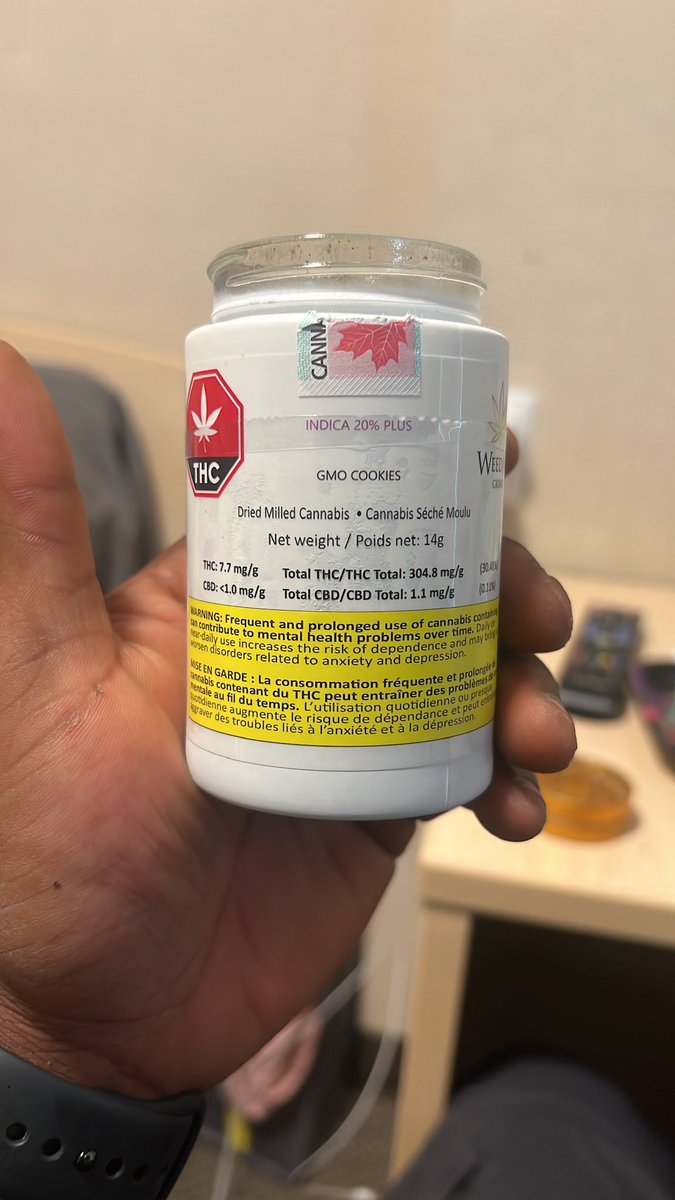 CANNA
THC
INDICA 20% PLUS
WEED
GMO COOKIES
Dried Milled Cannabis • Cannabis Séché Moulu
Net weight / Poids net: 14g
THC: 7.7 mg/g Total THC/THC Total: 304.8 mg/g
CBD: <1.0 mg/g Total CBD/CBD Total: 1.1 mg/g
WARNING: Frequent and prolonged use of cannabis containing
can contribute to mental health problems over time. Daily or
near-daily use increases the risk of dependence and may bring
worsen disorders related to anxiety and depression.
MISE EN GARDE : La consommation fréquente et prolongée de
cannabis contenant du THC peut entraîner des problèmes de
mentale au fil du temps. L'utilisation quotidienne ou presque
quotidienne augmente le risque de dépendance et peut
aggraver des troubles liés à l'anxiété et à la dépression.